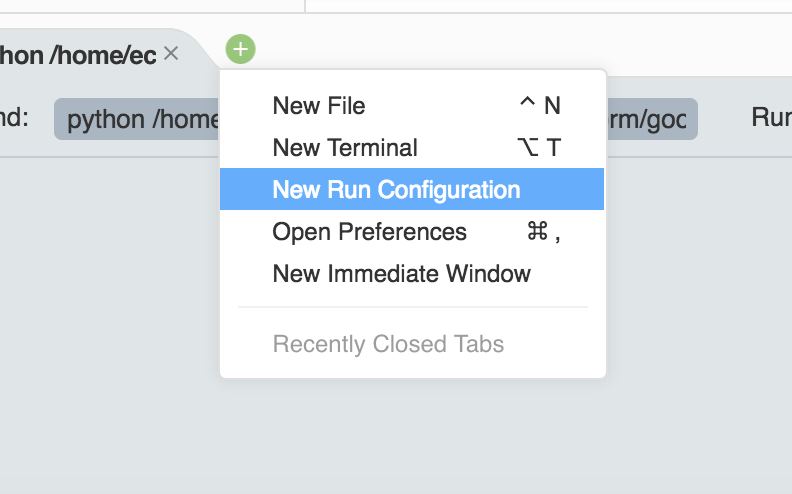 hon /home/ec ×
+
nd: python /home rm/goo Run
New File ^ N
New Terminal ⌥ T
New Run Configuration
Open Preferences ⌘ ,
New Immediate Window
Recently Closed Tabs